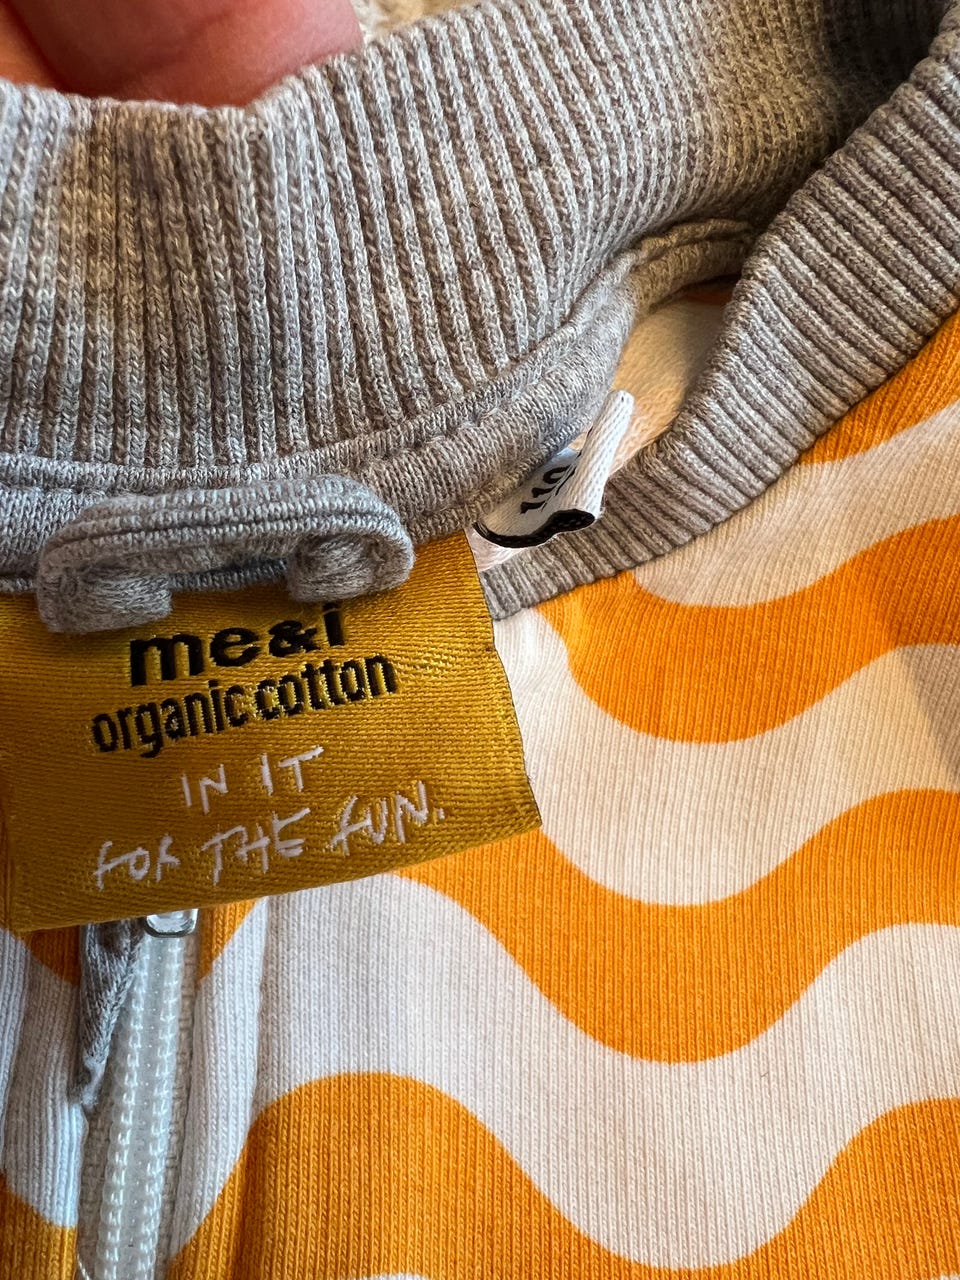 110
me&i
organic cotton
IN IT
FOR THE FUN.